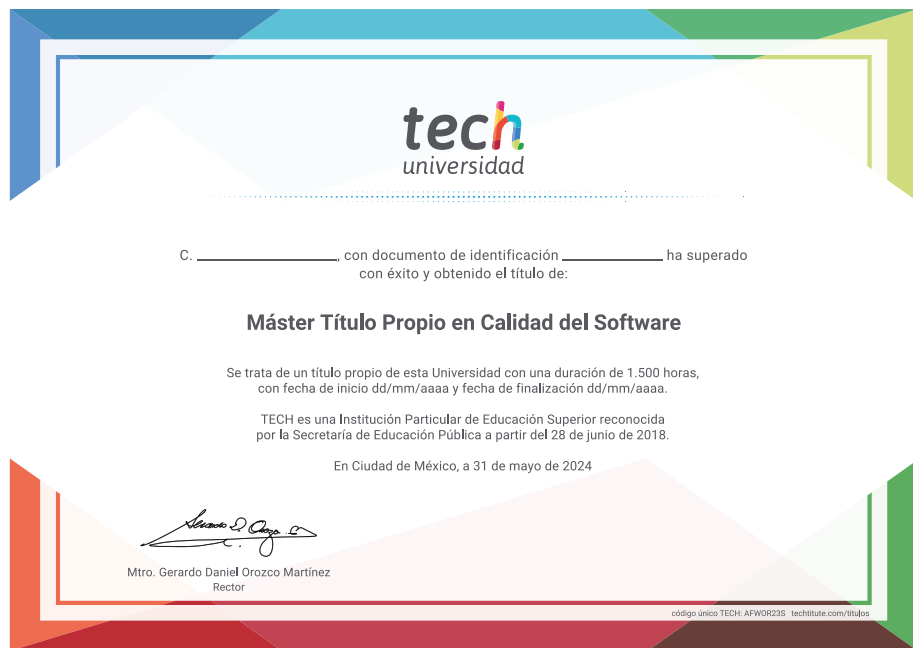 tech
universidad
C. ____________________, con documento de identificación ______________ ha superado
con éxito y obtenido el título de:
Máster Título Propio en Calidad del Software
Se trata de un título propio de esta Universidad con una duración de 1.500 horas,
con fecha de inicio dd/mm/aaaa y fecha de finalización dd/mm/aaaa.
TECH es una Institución Particular de Educación Superior reconocida
por la Secretaría de Educación Pública a partir del 28 de junio de 2018.
En Ciudad de México, a 31 de mayo de 2024
Mtro. Gerardo Daniel Orozco Martínez
Rector
código único TECH: AFWOR23S techtitute.com/titulos